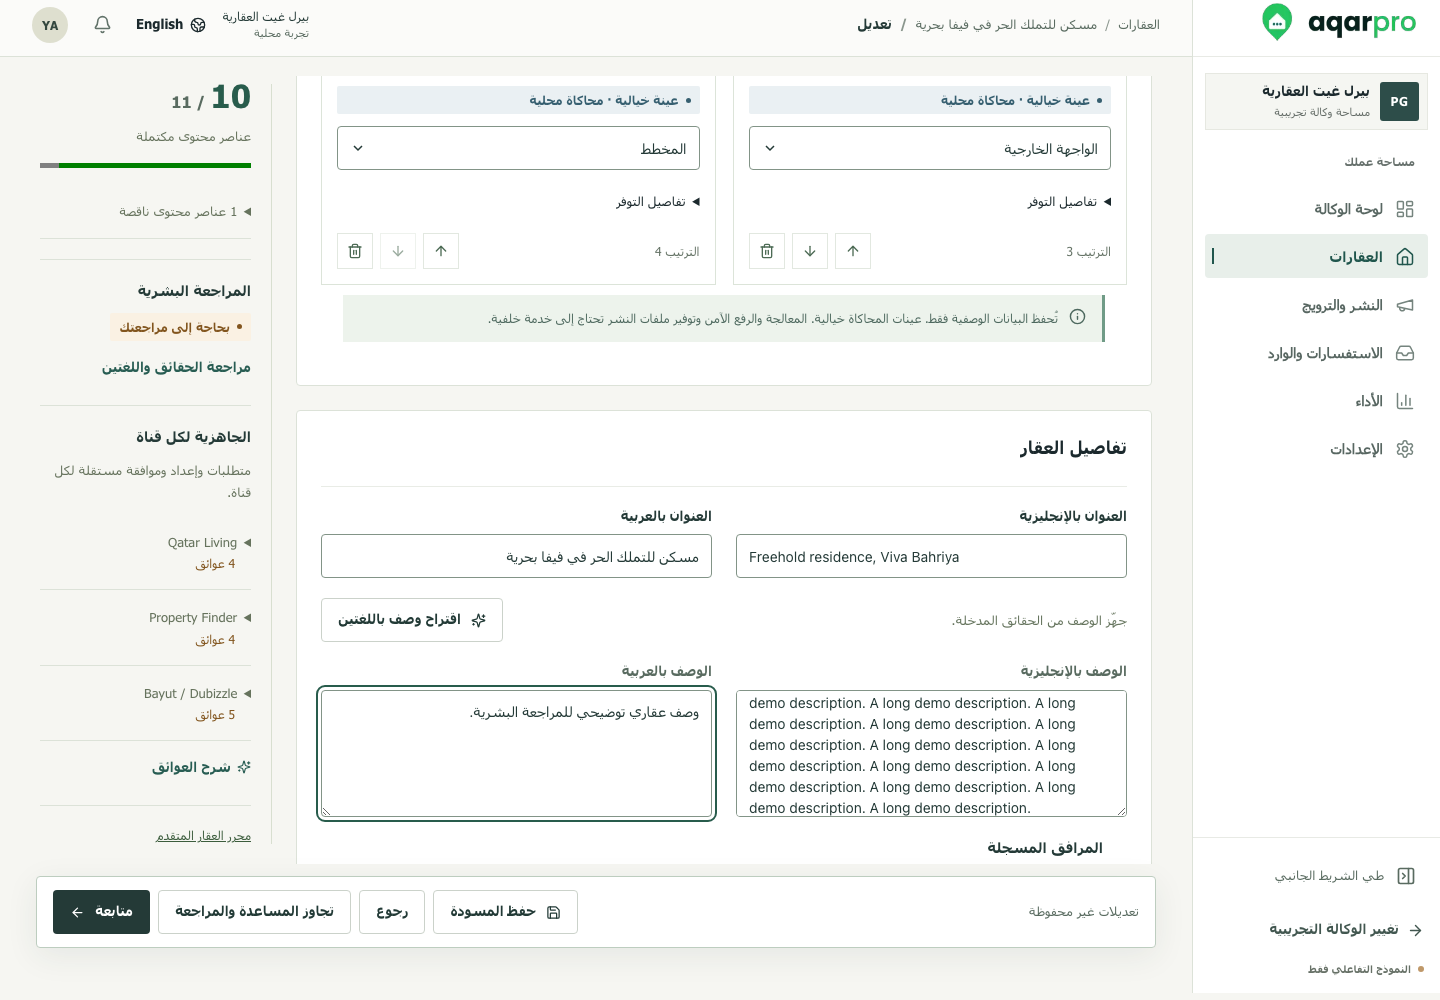 aqarpro
العقارات / مسكن للتملك الحر في فيفا بحرية / تعديل
بيرل غيت العقارية
تجربة محلية
English
YA
PG
بيرل غيت العقارية
مساحة وكالة تجريبية
مساحة عملك
لوحة الوكالة
العقارات
النشر والترويج
الاستفسارات والوارد
الأداء
الإعدادات
طي الشريط الجانبي
تغيير الوكالة التجريبية
النموذج التفاعلي فقط
عينة خيالية · محاكاة محلية
الواجهة الخارجية
تفاصيل التوفر
الترتيب 3
عينة خيالية · محاكاة محلية
المخطط
تفاصيل التوفر
الترتيب 4
تُحفظ البيانات الوصفية فقط. عينات المحاكاة خيالية. المعالجة والرفع الآمن وتوفير ملفات النشر تحتاج إلى خدمة خلفية.
تفاصيل العقار
العنوان بالإنجليزية
Freehold residence, Viva Bahriya
العنوان بالعربية
مسكن للتملك الحر في فيفا بحرية
جهّز الوصف من الحقائق المدخلة.
اقتراح وصف باللغتين
الوصف بالإنجليزية
demo description. A long demo description. A long
demo description. A long demo description. A long
demo description. A long demo description. A long
demo description. A long demo description. A long
demo description. A long demo description. A long
demo description. A long demo description.
الوصف بالعربية
وصف عقاري توضيحي للمراجعة البشرية.
المرافق المسجلة
10 / 11
عناصر محتوى مكتملة
1 عناصر محتوى ناقصة
المراجعة البشرية
بحاجة إلى مراجعتك
مراجعة الحقائق واللغتين
الجاهزية لكل قناة
متطلبات وإعداد وموافقة مستقلة لكل
قناة.
Qatar Living
4 عوائق
Property Finder
4 عوائق
Bayut / Dubizzle
5 عوائق
شرح العوائق
محرر العقار المتقدم
تعديلات غير محفوظة
حفظ المسودة
رجوع
تجاوز المساعدة والمراجعة
متابعة